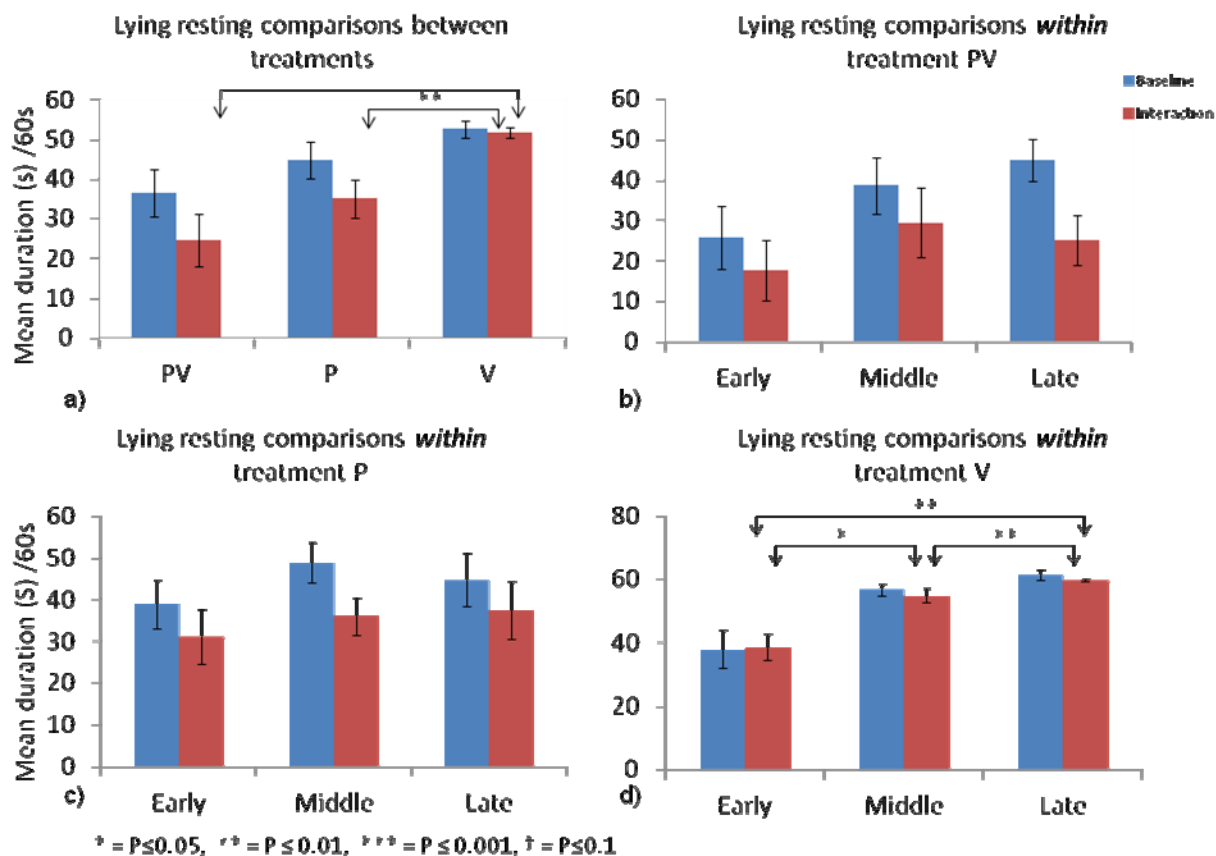 a)
Lying resting comparisons between
treatments
**
60
50
40
30
20
10
0
Mean duration (s) /60s
PV
P
V
Lying resting comparisons within
treatment PV
Baseline
Interaction
60
50
40
30
20
10
0
Early
Middle
Late
b)
Lying resting comparisons within
treatment P
60
50
40
30
20
10
0
Mean duration (S) /60s
c)
Early
Middle
Late
Lying resting comparisons within
treatment V
**
*
**
80
60
40
20
0
d)
Early
Middle
Late
* = P≤0.05, ** = P ≤ 0.01, *** = P ≤ 0.001, † = P≤0.1